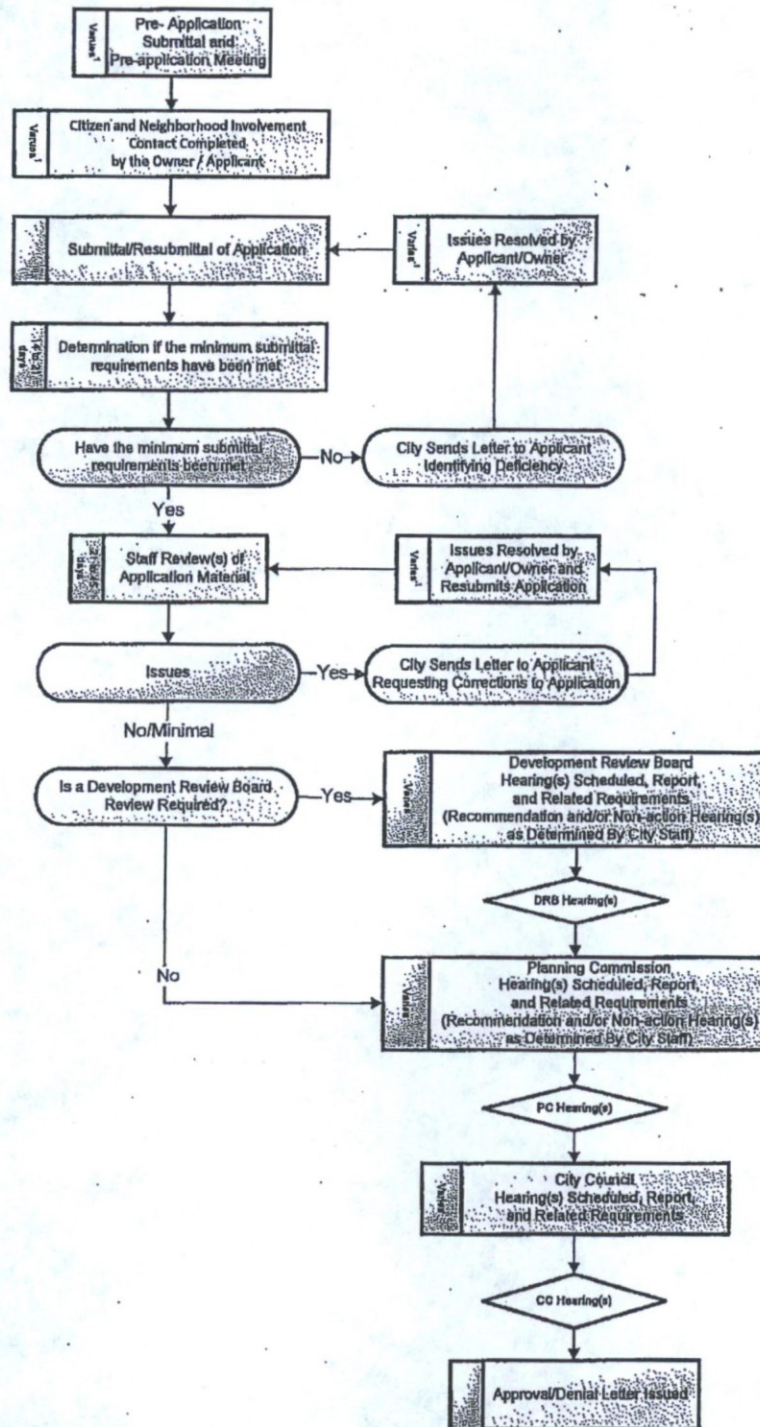 Pre- Application
Submittal and
Pre-application Meeting
Varies¹
Citizen and Neighborhood Involvement
Contact Completed
by the Owner / Applicant
Varies¹
Submittal/Resubmittal of Application
Issues Resolved by
Applicant/Owner
Varies¹
Determination if the minimum submittal
requirements have been met
days
Have the minimum submittal
requirements been met
No
City Sends Letter to Applicant
Identifying Deficiency
Yes
Staff Review(s) of
Application Material
days
Issues Resolved by
Applicant/Owner and
Resubmits Application
Varies¹
Issues
Yes
City Sends Letter to Applicant
Requesting Corrections to Application
No/Minimal
Is a Development Review Board
Review Required?
Yes
Development Review Board
Hearing(s) Scheduled, Report,
and Related Requirements
(Recommendation and/or Non-action Hearing(s)
as Determined By City Staff)
Varies
DRB Hearing(s)
No
Planning Commission
Hearing(s) Scheduled, Report,
and Related Requirements
(Recommendation and/or Non-action Hearing(s)
as Determined By City Staff)
Varies
PC Hearing(s)
City Council
Hearing(s) Scheduled, Report,
and Related Requirements
Varies
CC Hearing(s)
Approval/Denial Letter Issued